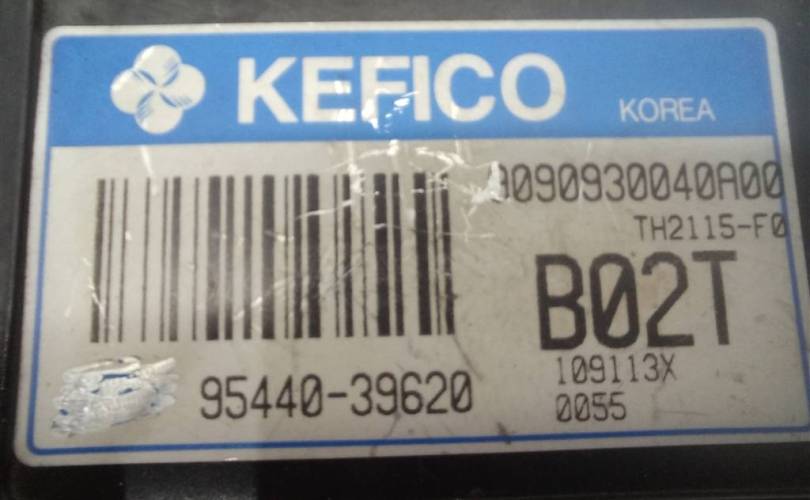 KEFICO
KOREA
9090930040A00
TH2115-F0
B02T
109113X
0055
95440-39620